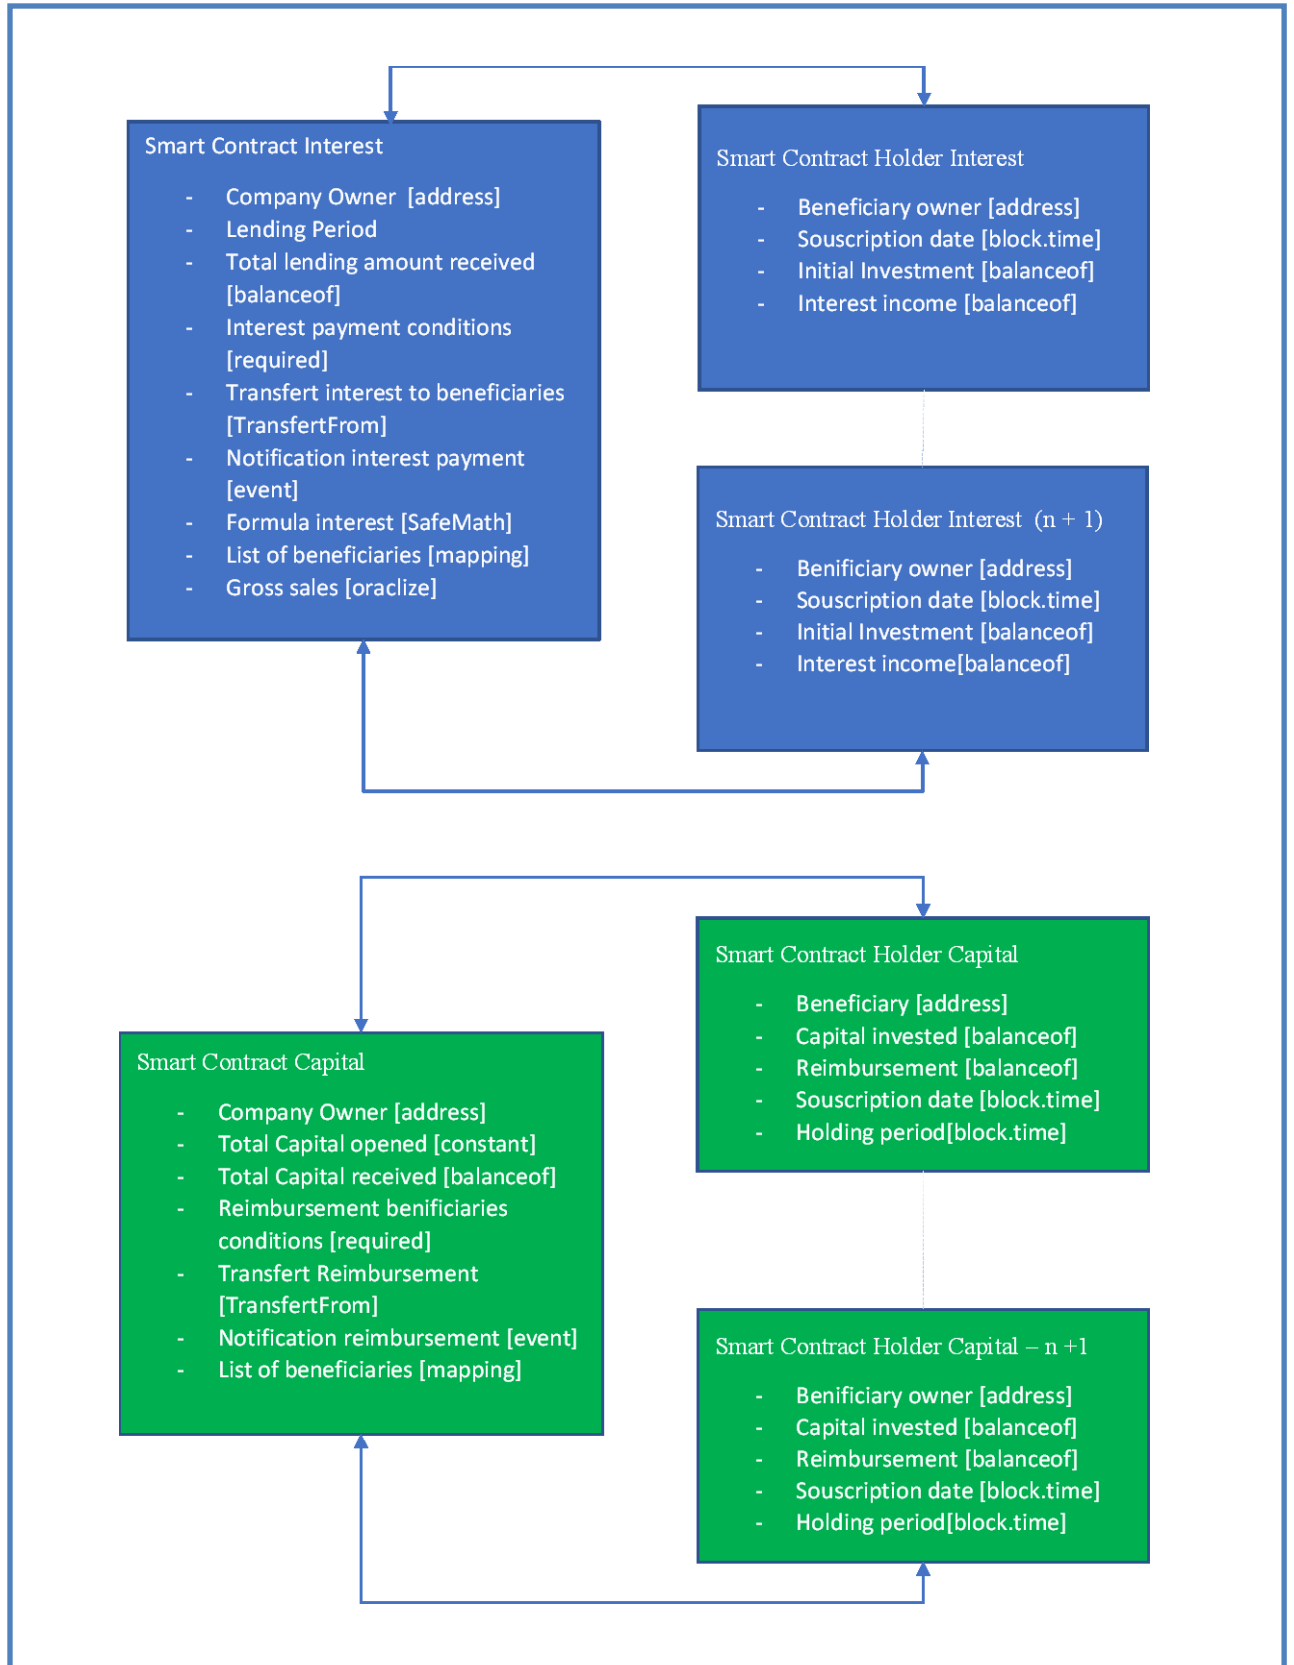 Smart Contract Interest
- Company Owner  [address]
- Lending Period
- Total lending amount received
[balanceof]
- Interest payment conditions
[required]
- Transfert interest to beneficiaries
[TransfertFrom]
- Notification interest payment
[event]
- Formula interest [SafeMath]
- List of beneficiaries [mapping]
- Gross sales [oraclize]
Smart Contract Holder Interest
- Beneficiary owner [address]
- Souscription date [block.time]
- Initial Investment [balanceof]
- Interest income [balanceof]
Smart Contract Holder Interest  (n + 1)
- Benificiary owner [address]
- Souscription date [block.time]
- Initial Investment [balanceof]
- Interest income[balanceof]
Smart Contract Capital
- Company Owner [address]
- Total Capital opened [constant]
- Total Capital received [balanceof]
- Reimbursement benificiaries
conditions [required]
- Transfert Reimbursement
[TransfertFrom]
- Notification reimbursement [event]
- List of beneficiaries [mapping]
Smart Contract Holder Capital
- Beneficiary [address]
- Capital invested [balanceof]
- Reimbursement [balanceof]
- Souscription date [block.time]
- Holding period[block.time]
Smart Contract Holder Capital – n +1
- Benificiary owner [address]
- Capital invested [balanceof]
- Reimbursement [balanceof]
- Souscription date [block.time]
- Holding period[block.time]